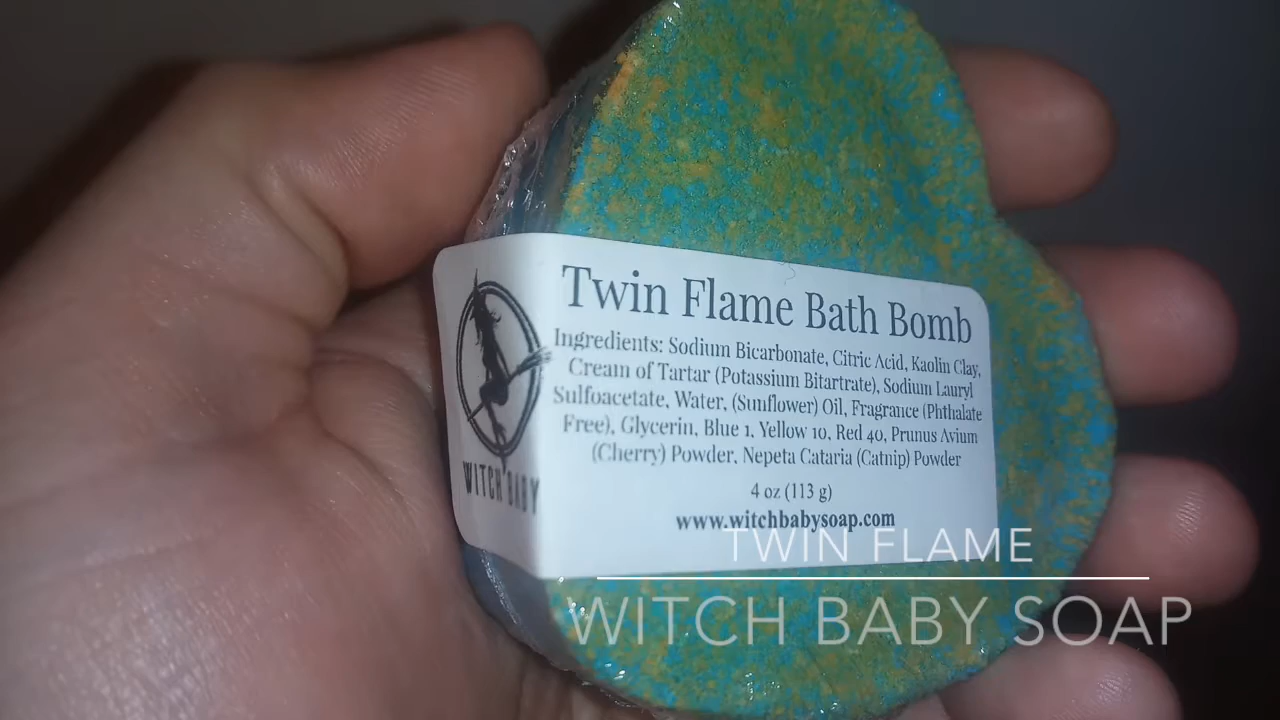 Twin Flame Bath Bomb
Ingredients: Sodium Bicarbonate, Citric Acid, Kaolin Clay,
Cream of Tartar (Potassium Bitartrate), Sodium Lauryl
Sulfoacetate, Water, (Sunflower) Oil, Fragrance (Phthalate
Free), Glycerin, Blue 1, Yellow 10, Red 40, Prunus Avium
(Cherry) Powder, Nepeta Cataria (Catnip) Powder
4 oz (113 g)
www.witchbabysoap.com
WITCH BABY
TWIN FLAME
WITCH BABY SOAP